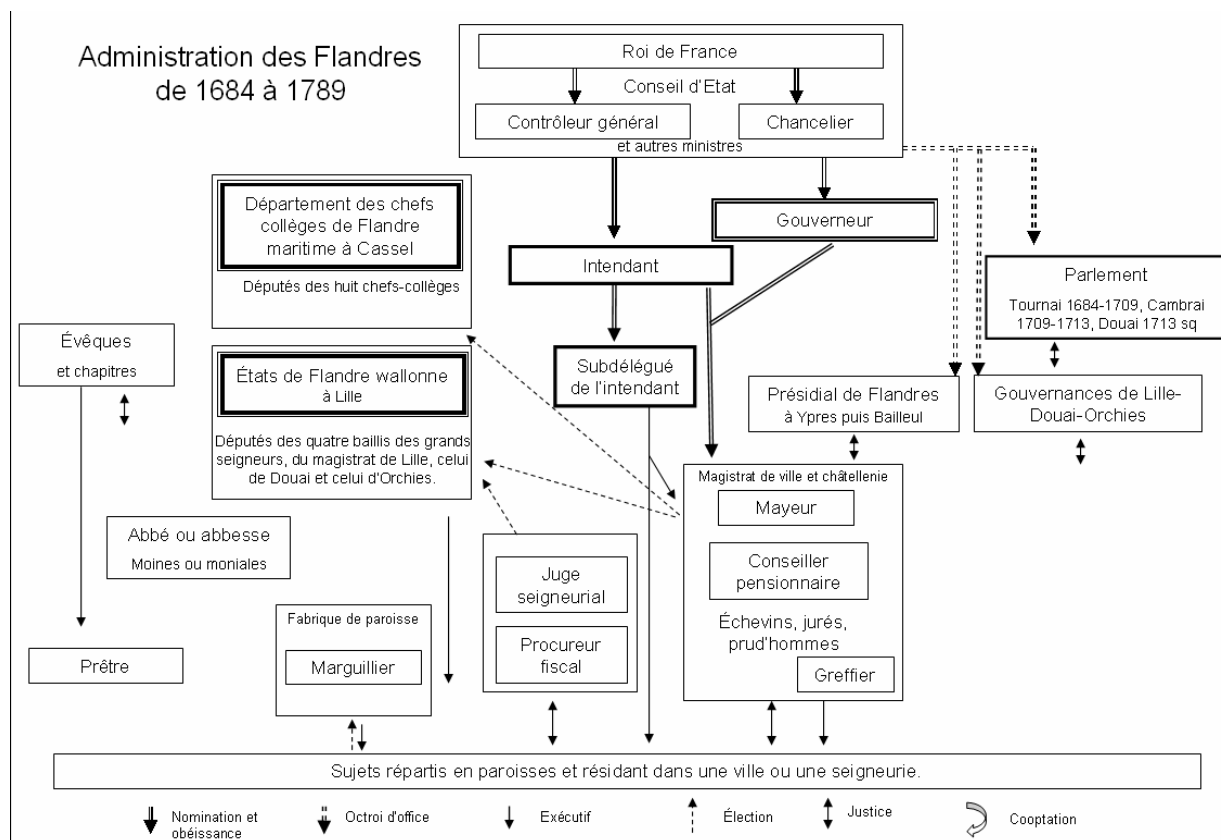 Administration des Flandres
de 1684 à 1789
Roi de France
Conseil d'Etat
Contrôleur général
Chancelier
et autres ministres
Département des chefs
collèges de Flandre
maritime à Cassel
Députés des huit chefs-collèges
Gouverneur
Intendant
Parlement
Tournai 1684-1709, Cambrai
1709-1713, Douai 1713 sq
Évêques
et chapitres
États de Flandre wallonne
à Lille
Députés des quatre baillis des grands
seigneurs, du magistrat de Lille, celui
de Douai et celui d'Orchies.
Subdélégué
de l'intendant
Présidial de Flandres
à Ypres puis Bailleul
Gouvernances de Lille-
Douai-Orchies
Magistrat de ville et châtellenie
Mayeur
Conseiller
pensionnaire
Échevins, jurés,
prud'hommes
Greffier
Abbé ou abbesse
Moines ou moniales
Juge
seigneurial
Procureur
fiscal
Fabrique de paroisse
Marguillier
Prêtre
Sujets répartis en paroisses et résidant dans une ville ou une seigneurie.
Nomination et
obéissance
Octroi d'office
Exécutif
Élection
Justice
Cooptation